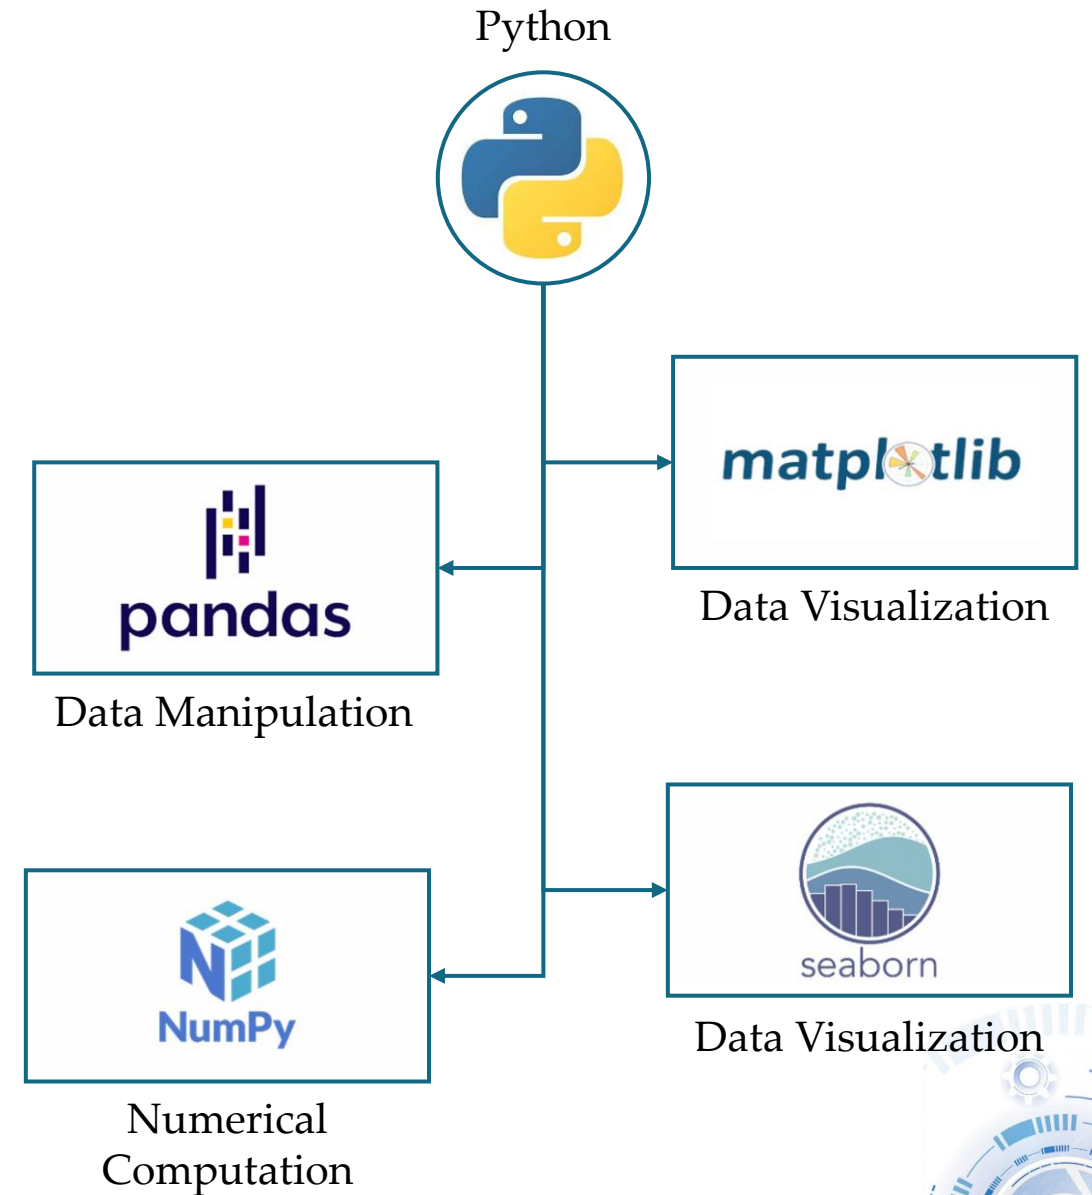 Python
matplotlib
Data Visualization
pandas
Data Manipulation
seaborn
Data Visualization
NumPy
Numerical
Computation